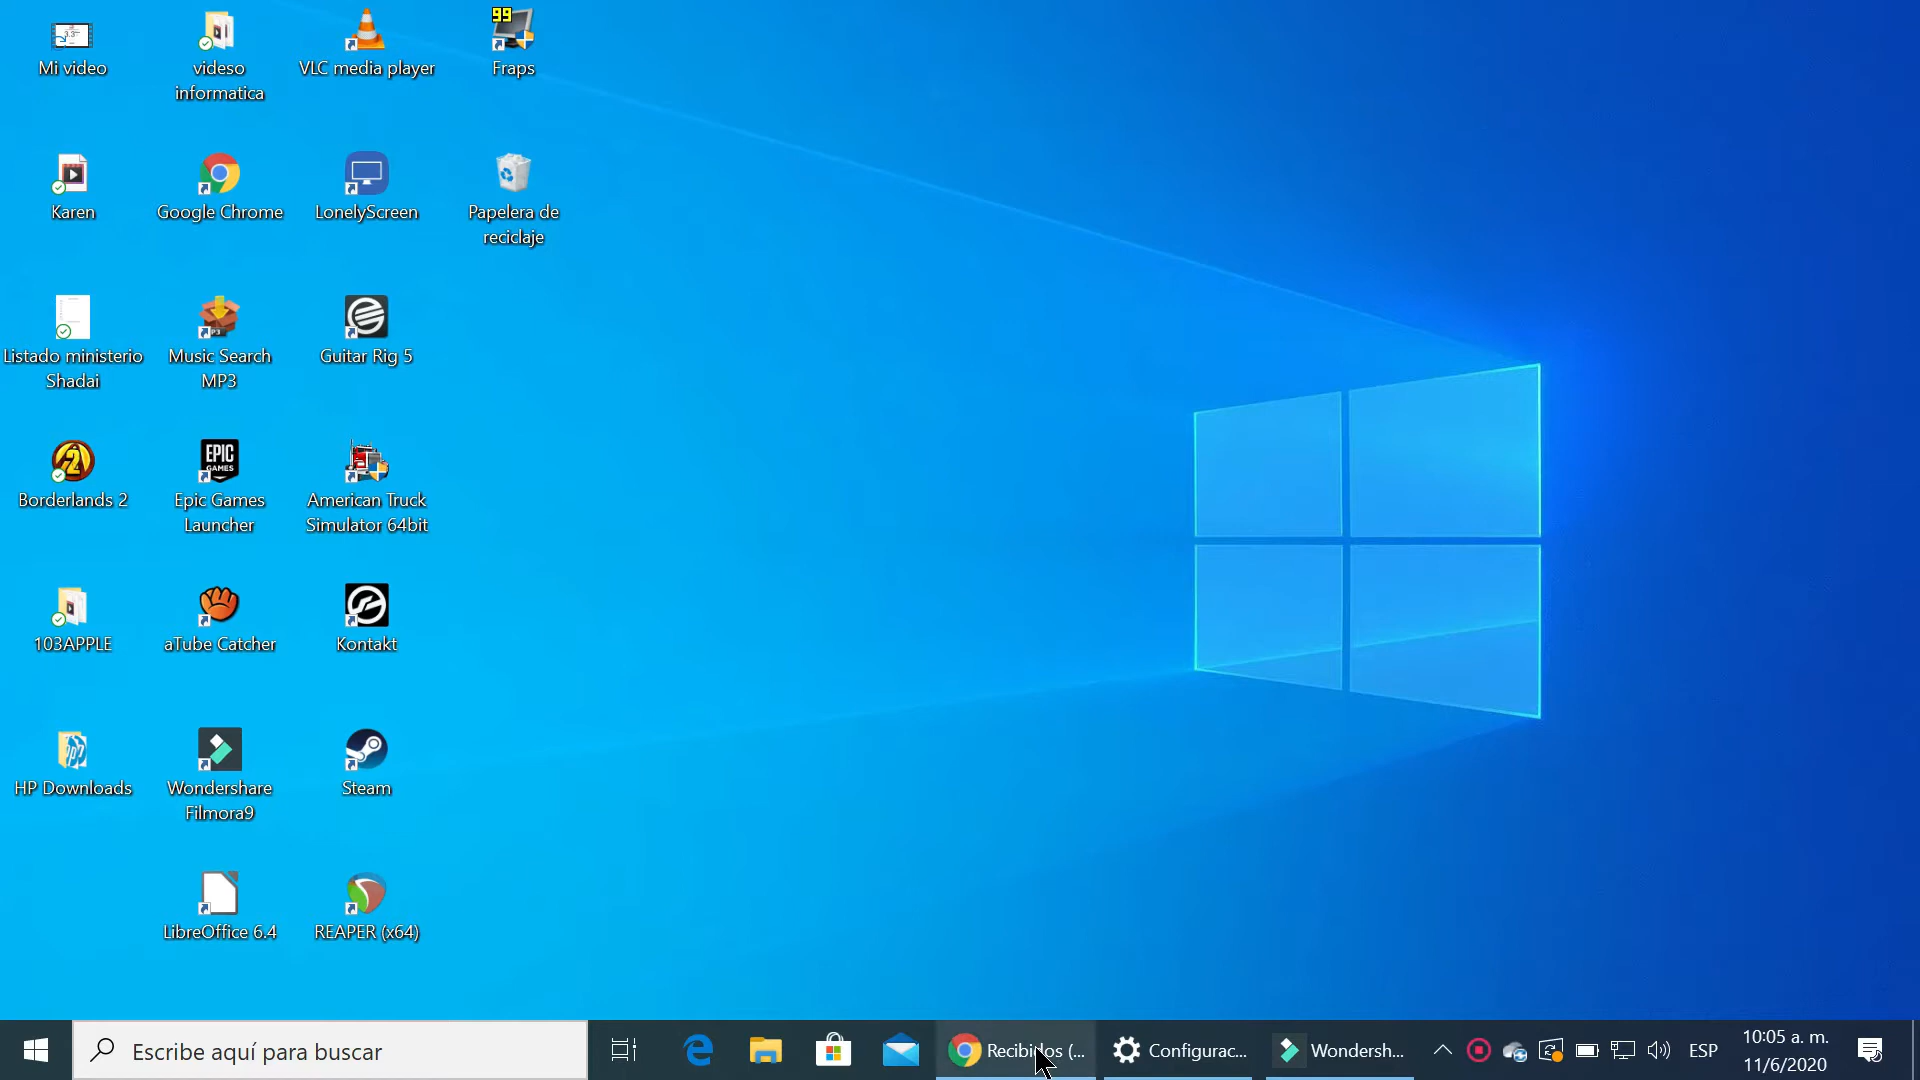 Mi video
videso
informatica
VLC media player
99
Fraps
Karen
Google Chrome
LonelyScreen
Papelera de
reciclaje
Listado ministerio
Shadai
Music Search
MP3
Guitar Rig 5
Borderlands 2
EPIC
GAMES
Epic Games
Launcher
American Truck
Simulator 64bit
103APPLE
aTube Catcher
Kontakt
HP Downloads
Wondershare
Filmora9
Steam
LibreOffice 6.4
REAPER (x64)
Escribe aquí para buscar
Recibidos (...
Configurac...
Wondersh...
ESP
10:05 a. m.
11/6/2020